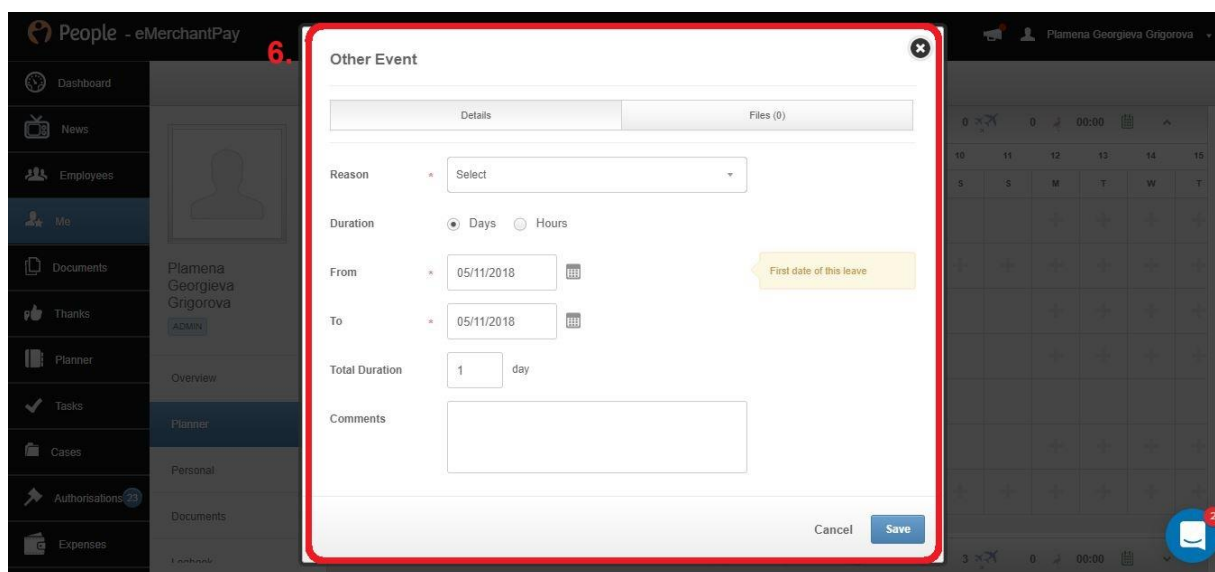 People - eMerchantPay
Plamena Georgieva Grigorova
6.
Dashboard
News
Employees
Me
Documents
Thanks
Planner
Tasks
Cases
Authorisations 23
Expenses
Plamena
Georgieva
Grigorova
ADMIN
Overview
Planner
Personal
Documents
Logbook
Other Event
Details Files (0)
Reason * Select
Duration Days Hours
From * 05/11/2018 First date of this leave
To * 05/11/2018
Total Duration 1 day
Comments
Cancel Save
0 0 00:00
10 11 12 13 14 15
S S M T W T
3 0 00:00
2